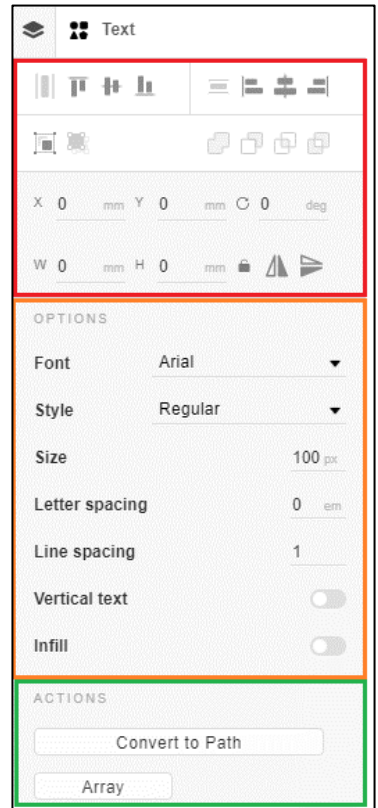 Text
X 0 mm Y 0 mm 0 deg
W 0 mm H 0 mm
OPTIONS
Font Arial
Style Regular
Size 100 px
Letter spacing 0 em
Line spacing 1
Vertical text
Infill
ACTIONS
Convert to Path
Array